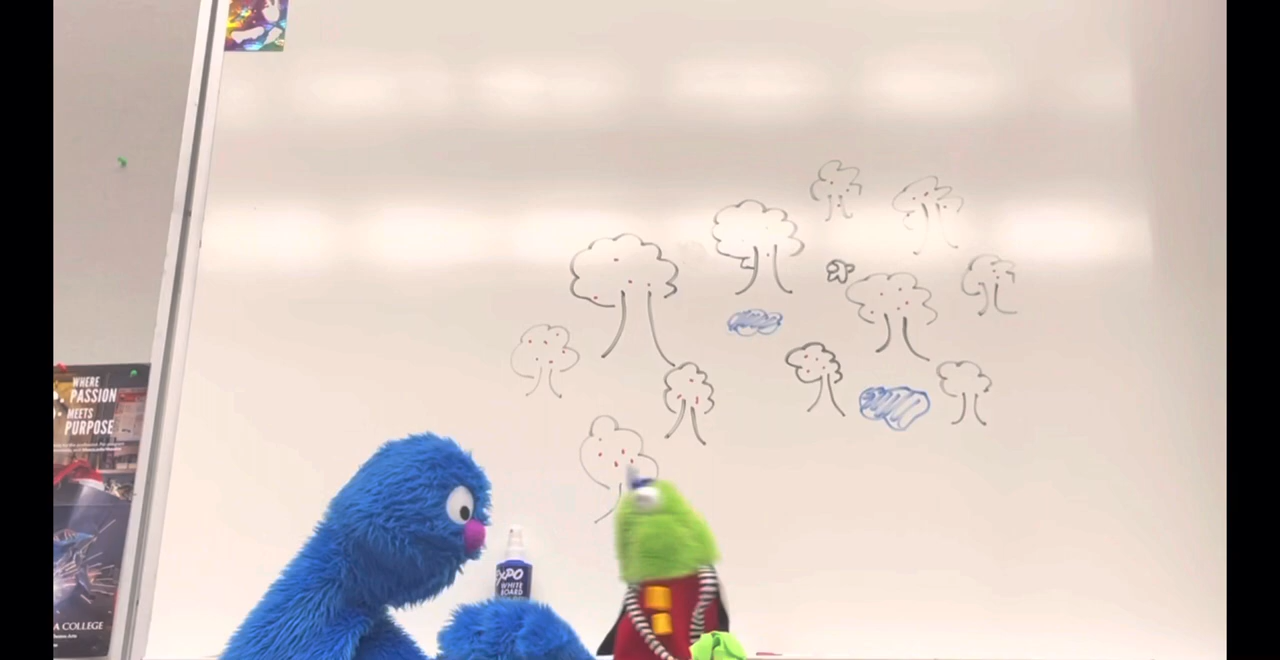 WHERE
PASSION
MEETS
PURPOSE
A COLLEGE
EXPO
WHITE
BOARD